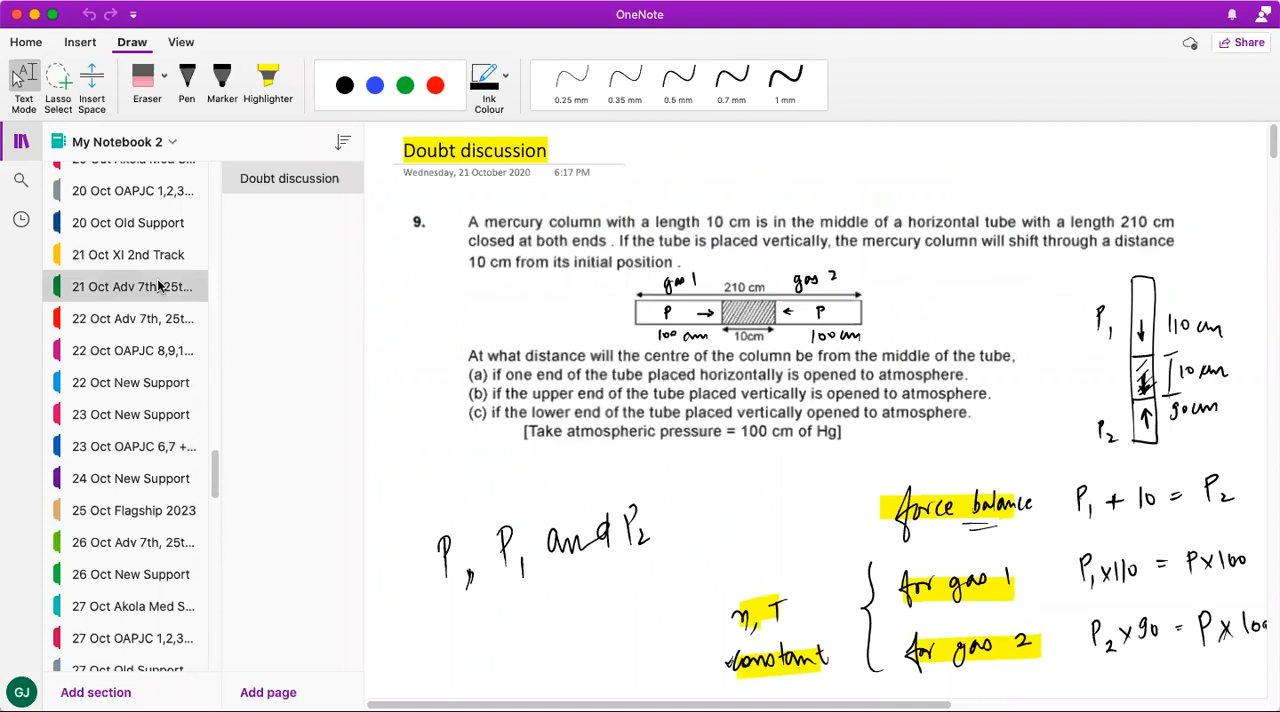 OneNote
Home Insert Draw View
Share
Text Mode
Lasso Select
Insert Space
Eraser
Pen
Marker
Highlighter
Ink Colour
0.25 mm 0.35 mm 0.5 mm 0.7 mm 1 mm
My Notebook 2
20 Oct OAPJC 1,2,3...
20 Oct Old Support
21 Oct XI 2nd Track
21 Oct Adv 7th, 25t...
22 Oct Adv 7th, 25t...
22 Oct OAPJC 8,9,1...
22 Oct New Support
23 Oct New Support
23 Oct OAPJC 6,7 +...
24 Oct New Support
25 Oct Flagship 2023
26 Oct Adv 7th, 25t...
26 Oct New Support
27 Oct Akola Med S...
27 Oct OAPJC 1,2,3...
27 Oct Old Support
GJ
Add section
Add page
Doubt discussion
Doubt discussion
Wednesday, 21 October 2020 6:17 PM
9. A mercury column with a length 10 cm is in the middle of a horizontal tube with a length 210 cm
closed at both ends . If the tube is placed vertically, the mercury column will shift through a distance
10 cm from its initial position .
gas 1 gas 2
210 cm
P P
100 cm 10cm 100 cm
At what distance will the centre of the column be from the middle of the tube,
(a) if one end of the tube placed horizontally is opened to atmosphere.
(b) if the upper end of the tube placed vertically is opened to atmosphere.
(c) if the lower end of the tube placed vertically opened to atmosphere.
[Take atmospheric pressure = 100 cm of Hg]
P₁ 110 cm
10 cm
P₂ 90 cm
P, P₁ and P₂
force balance P₁ + 10 = P₂
for gas 1 P₁ x 110 = P x 100
n, T constant
for gas 2 P₂ x 90 = P x 100